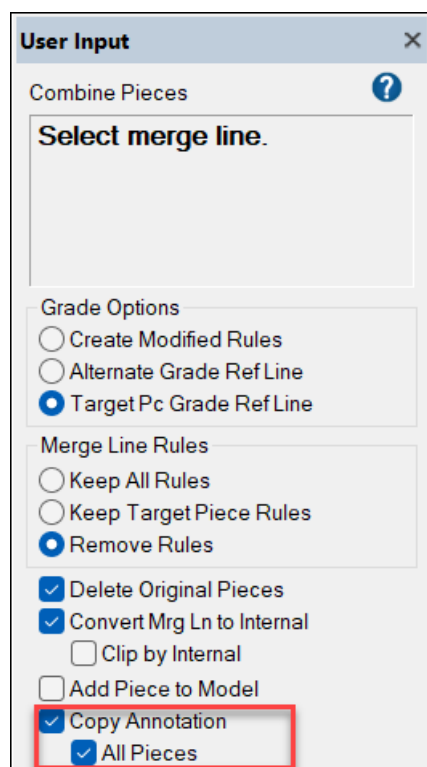 User Input
Combine Pieces
Select merge line.
Grade Options
Create Modified Rules
Alternate Grade Ref Line
Target Pc Grade Ref Line
Merge Line Rules
Keep All Rules
Keep Target Piece Rules
Remove Rules
Delete Original Pieces
Convert Mrg Ln to Internal
Clip by Internal
Add Piece to Model
Copy Annotation
All Pieces